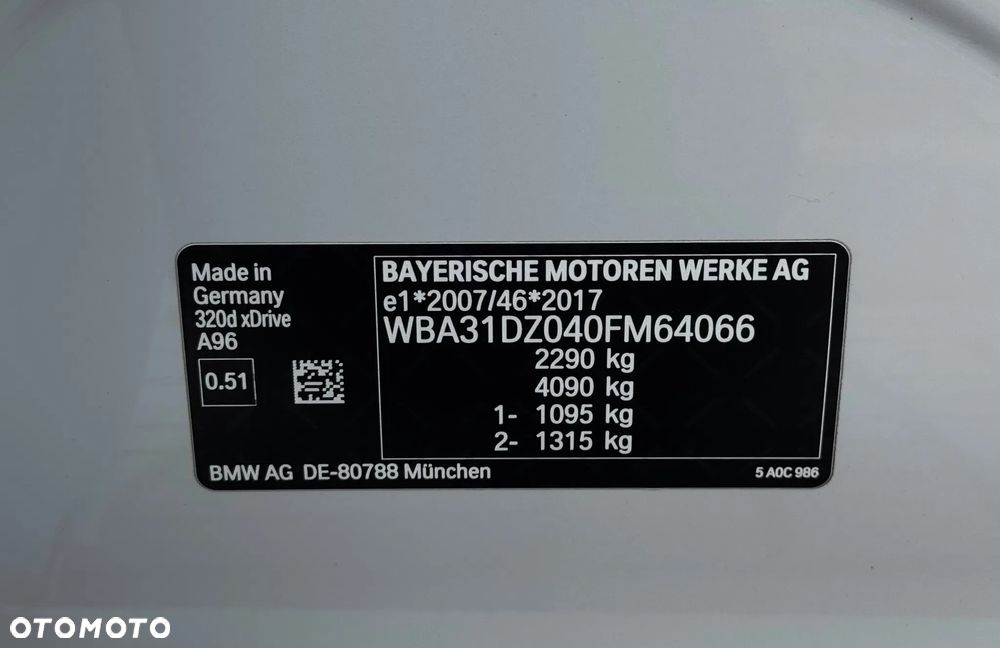 Made in
Germany
320d xDrive
A96
0.51
BAYERISCHE MOTOREN WERKE AG
e1*2007/46*2017
WBA31DZ040FM64066
2290 kg
4090 kg
1- 1095 kg
2- 1315 kg
BMW AG DE-80788 München
5 A0C 986
OTOMOTO